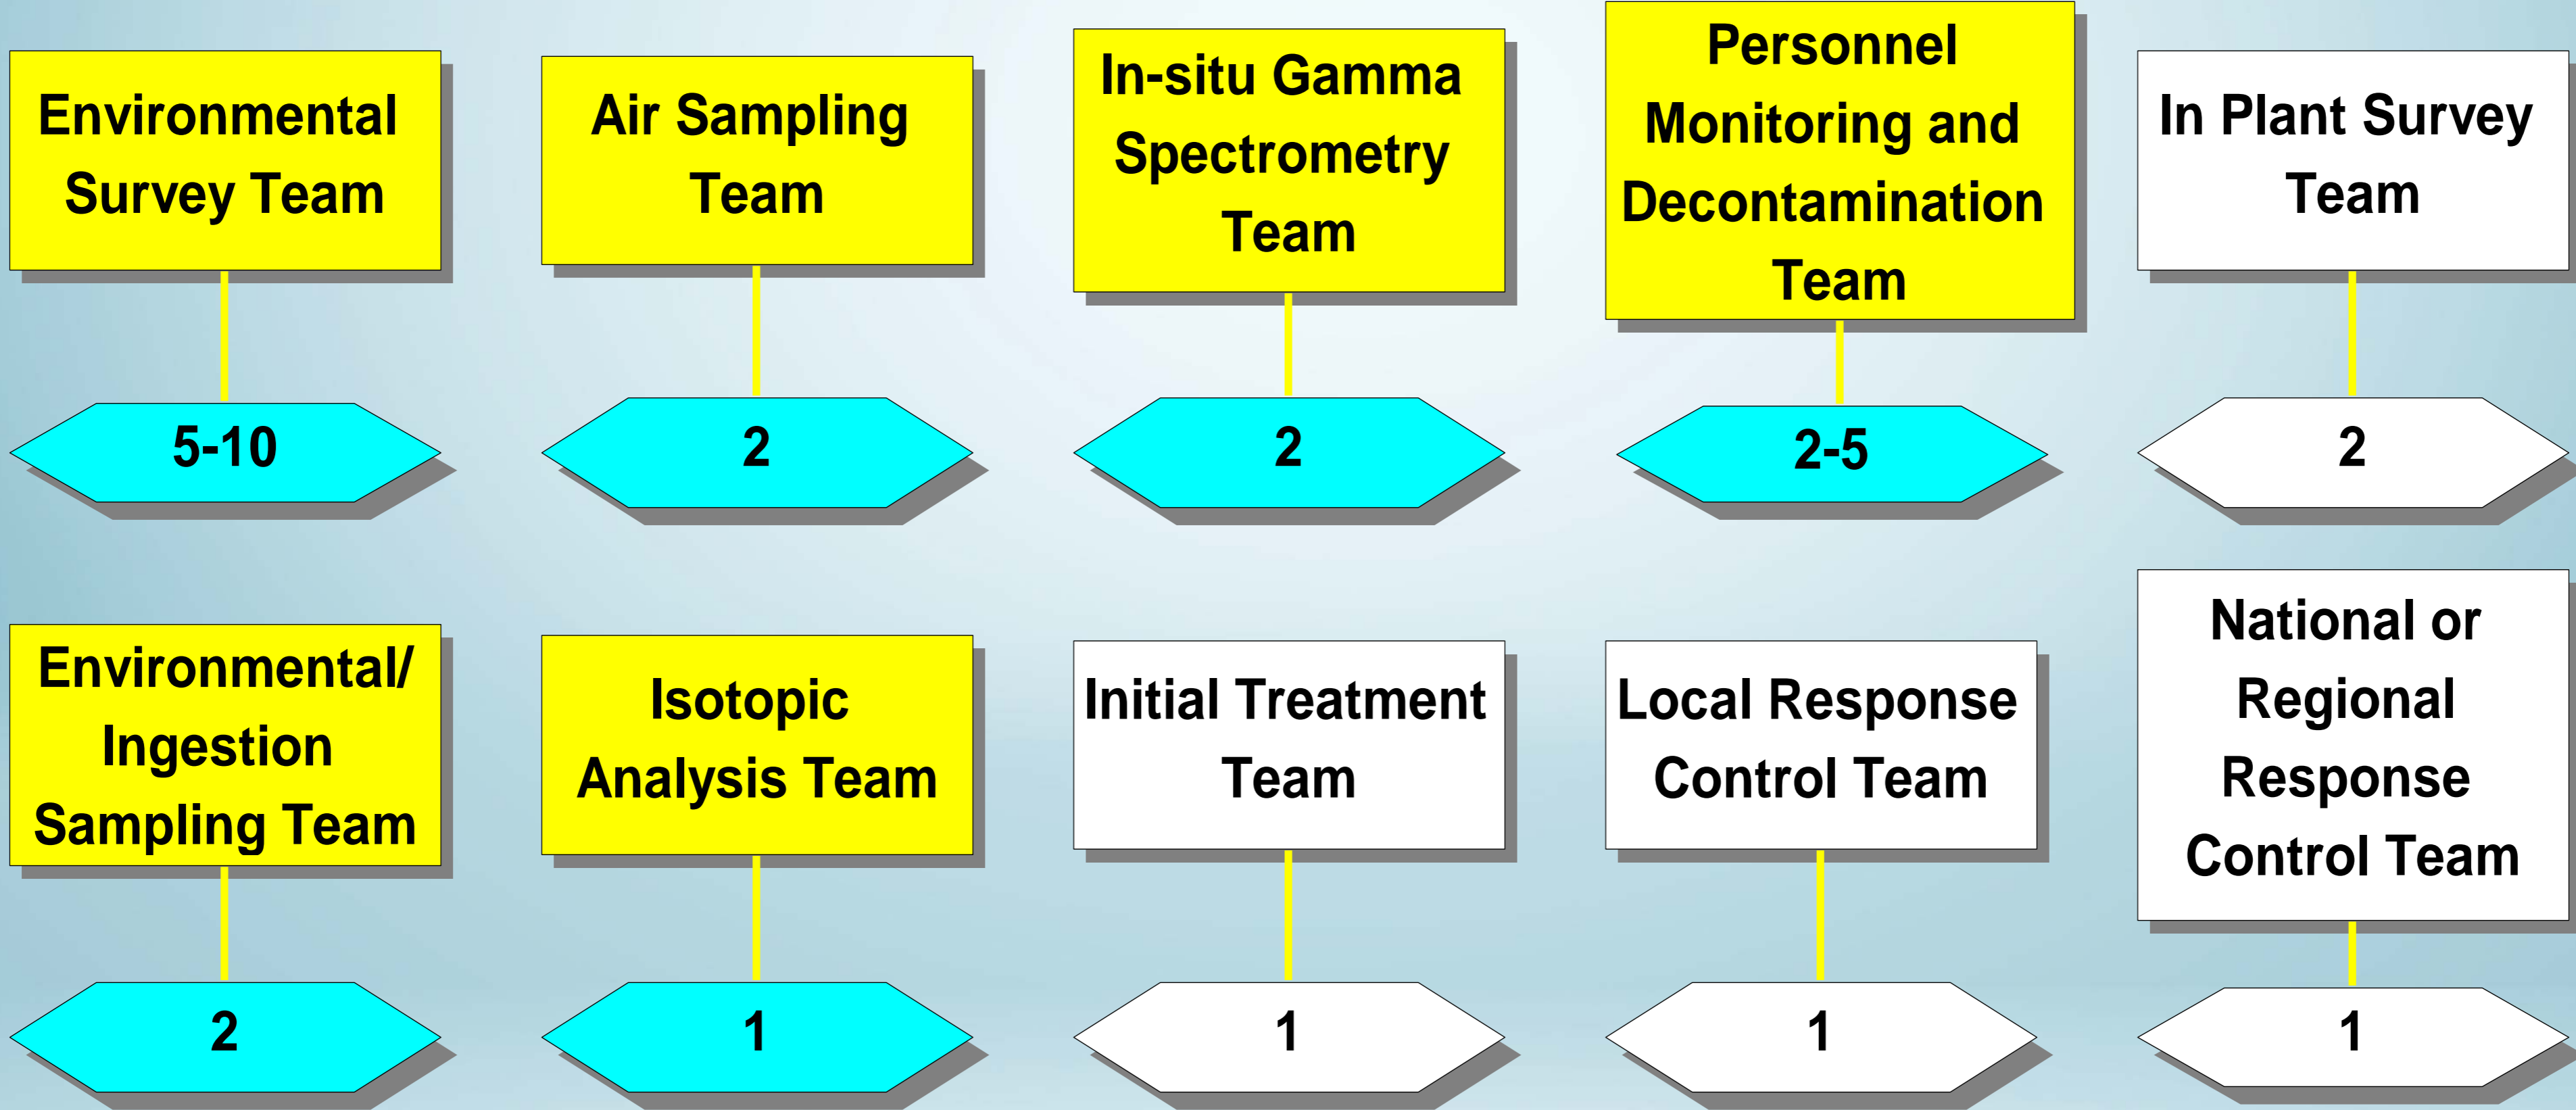 Environmental
Survey Team
5-10
Air Sampling
Team
2
In-situ Gamma
Spectrometry
Team
2
Personnel
Monitoring and
Decontamination
Team
2-5
In Plant Survey
Team
2
Environmental/
Ingestion
Sampling Team
2
Isotopic
Analysis Team
1
Initial Treatment
Team
1
Local Response
Control Team
1
National or
Regional
Response
Control Team
1